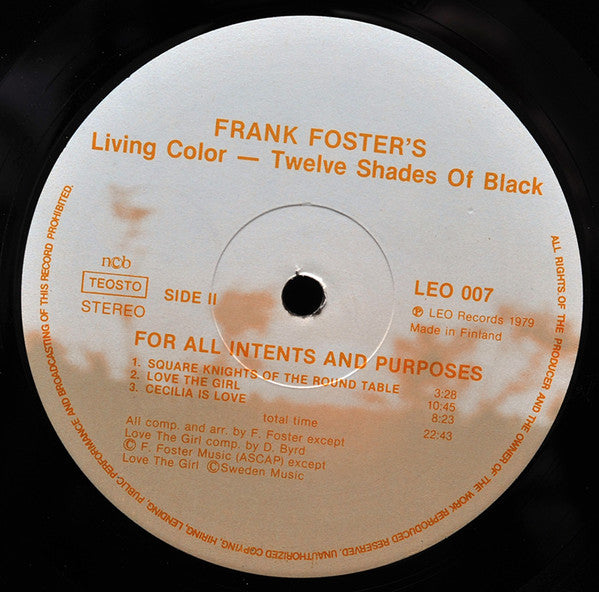 FRANK FOSTER'S
Living Color — Twelve Shades Of Black
ncb
TEOSTO
STEREO
SIDE II
LEO 007
℗ LEO Records 1979
Made in Finland
FOR ALL INTENTS AND PURPOSES
1. SQUARE KNIGHTS OF THE ROUND TABLE 3:28
2. LOVE THE GIRL 10:45
3. CECILIA IS LOVE 8:23
total time 22:43
All comp. and arr. by F. Foster except
Love The Girl comp. by D. Byrd
© F. Foster Music (ASCAP) except
Love The Girl ©Sweden Music
ALL RIGHTS OF THE PRODUCER AND THE OWNER OF THE WORK REPRODUCED RESERVED. UNAUTHORIZED COPYING, HIRING, LENDING, PUBLIC PERFORMANCE AND BROADCASTING OF THIS RECORD PROHIBITED.